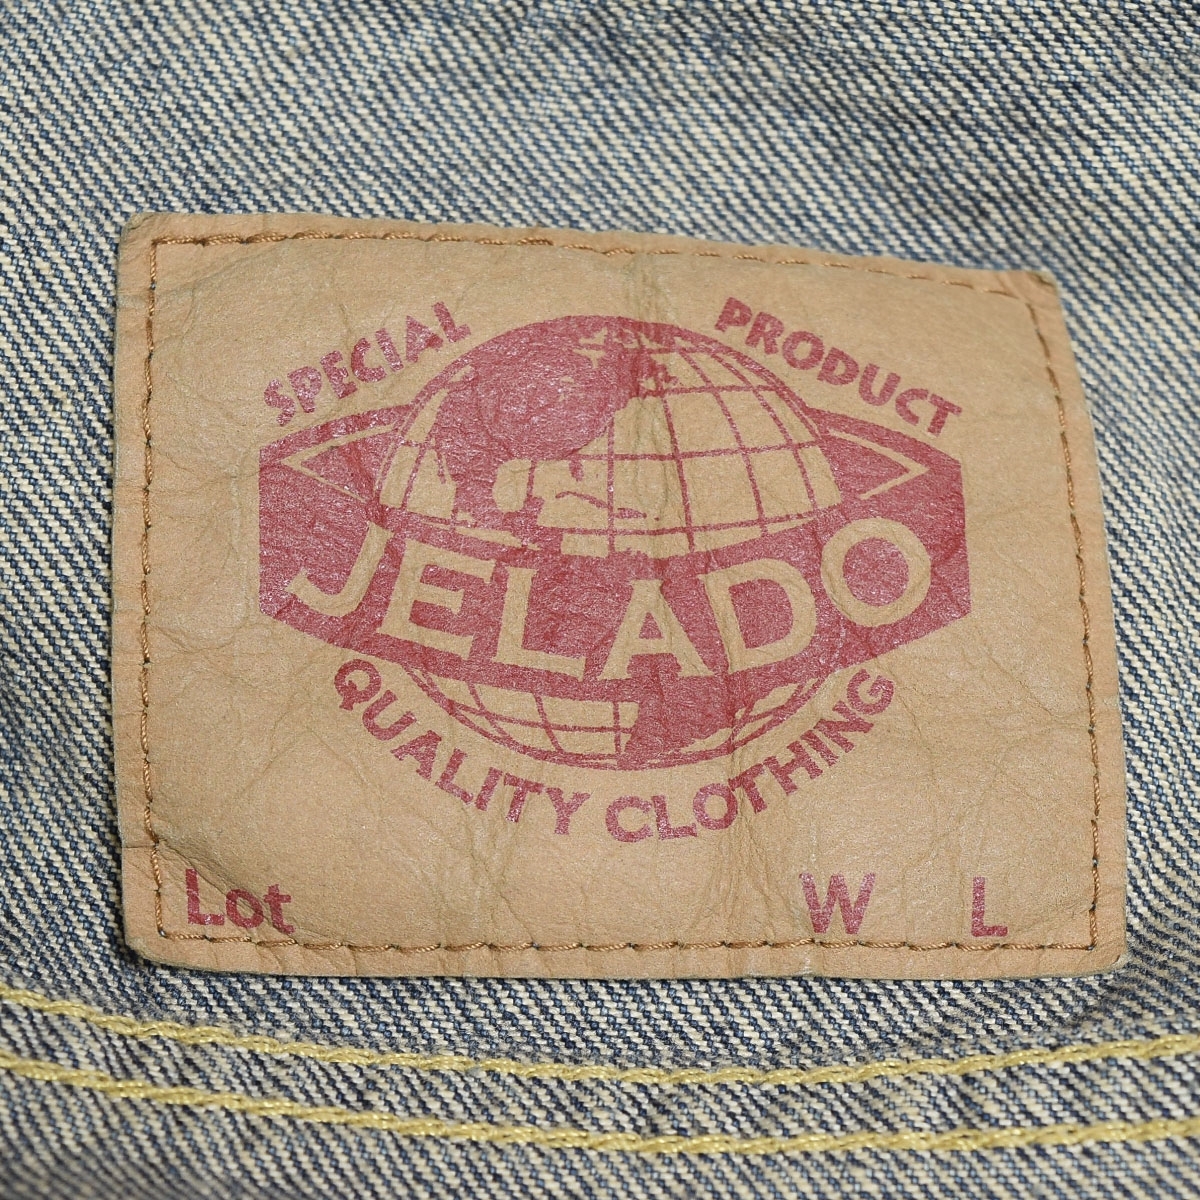 SPECIAL PRODUCT
JELADO
QUALITY CLOTHING
Lot W L